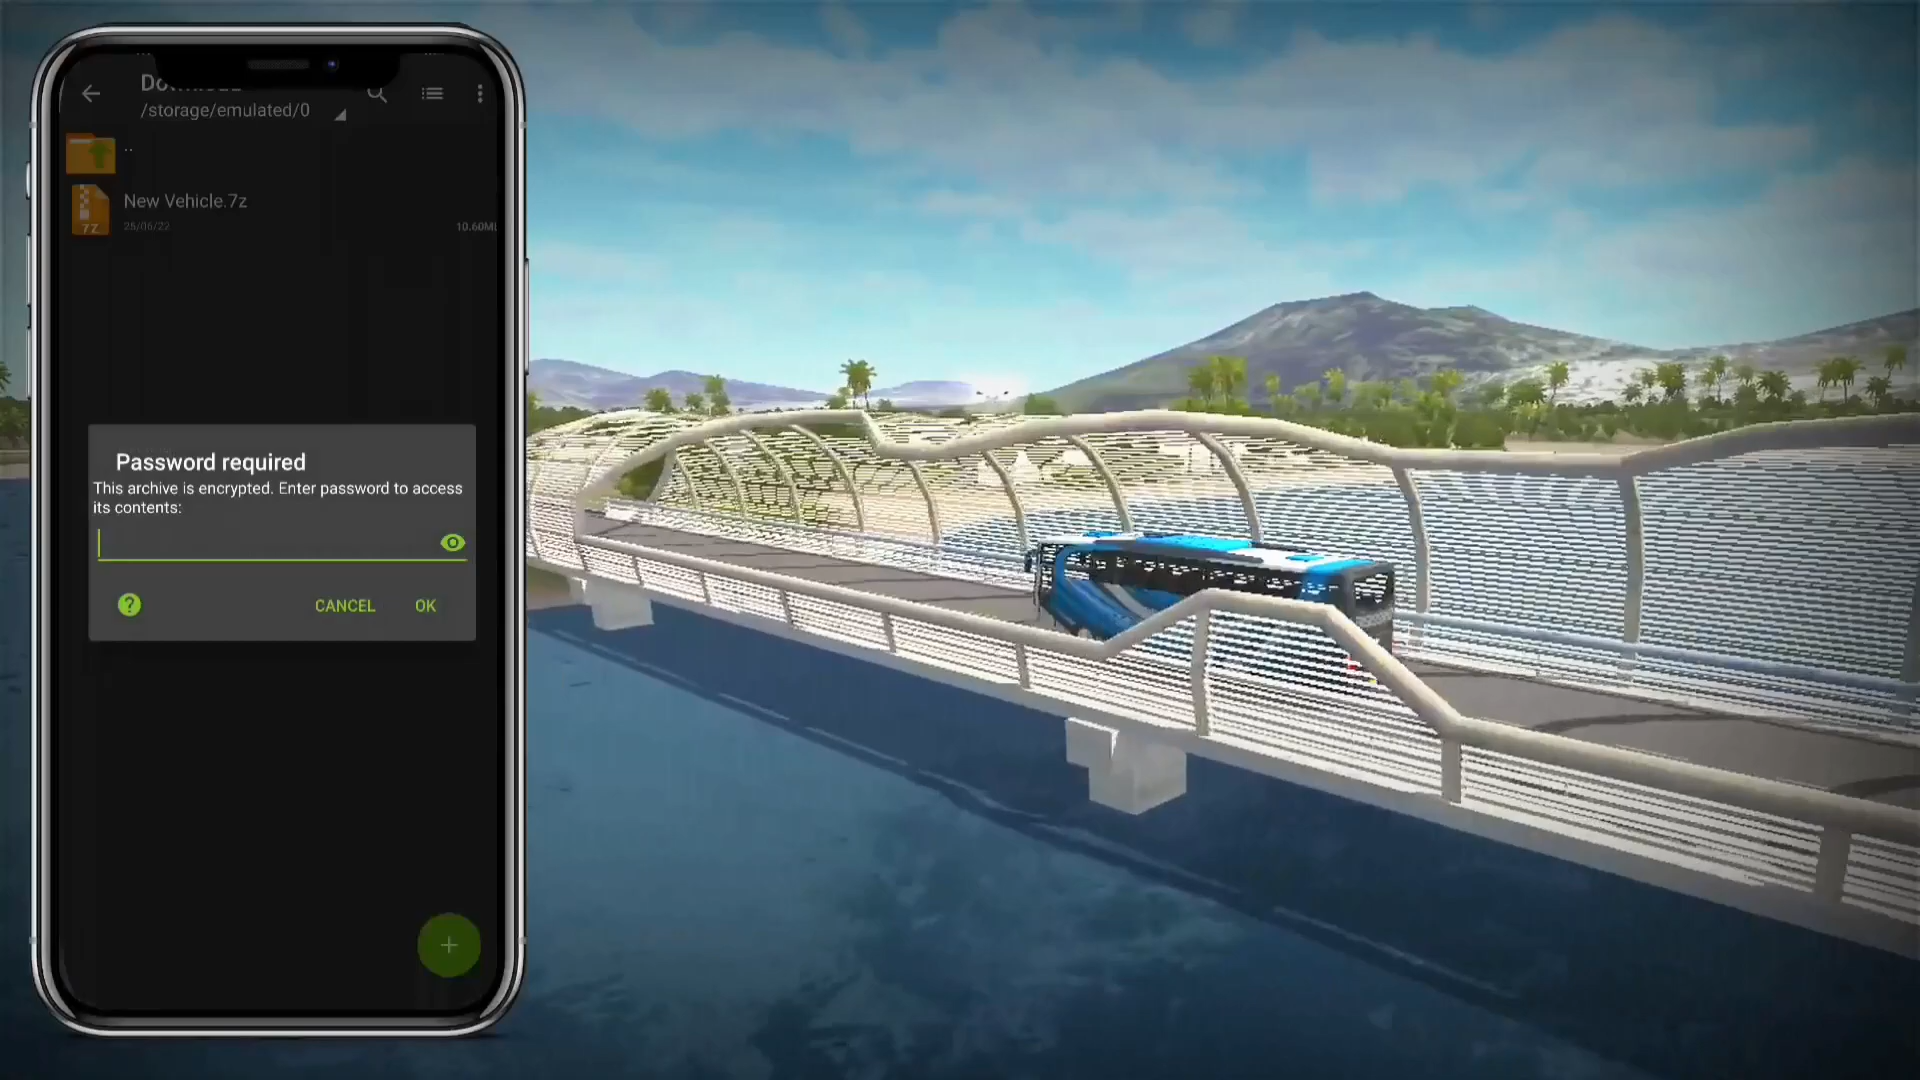 /storage/emulated/0
..
New Vehicle.7z
7Z
25/06/22
Password required
This archive is encrypted. Enter password to access
its contents:
?
CANCEL
OK